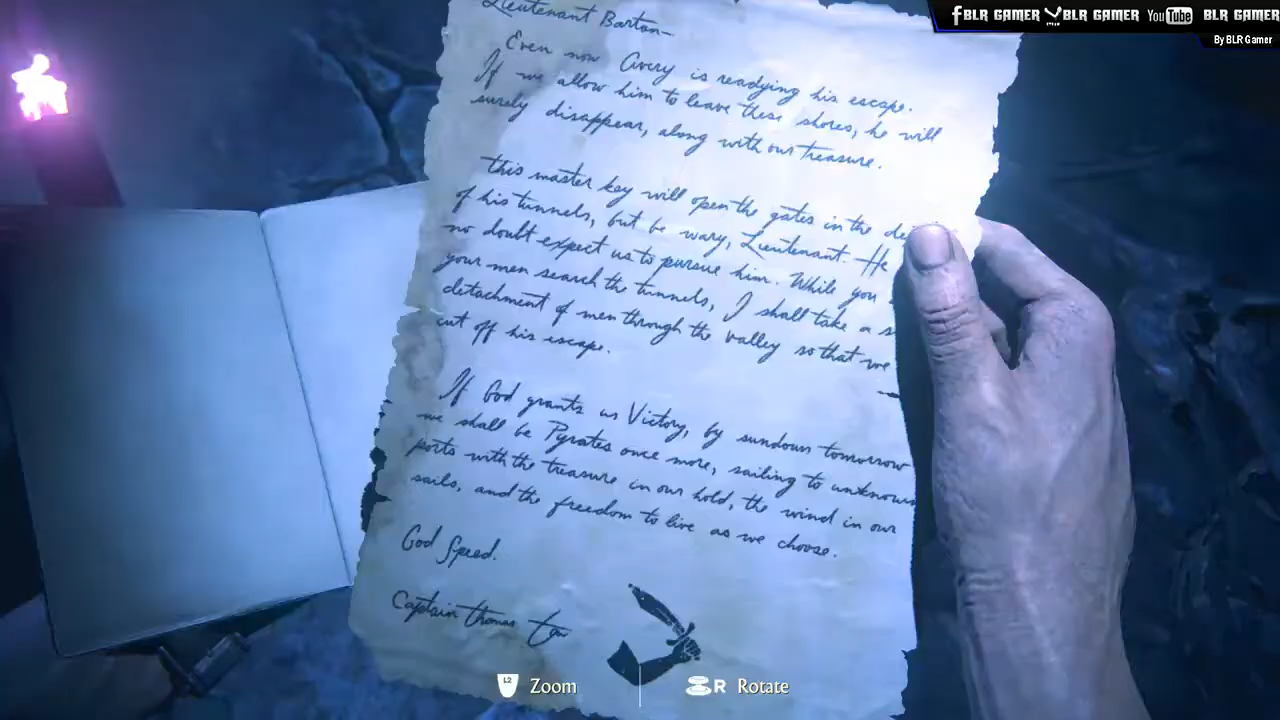 BLR GAMER BLR GAMER You Tube BLR GAMER
By BLR Gamer
Lieutenant Barton—
Even now Avery is readying his escape.
If we allow him to leave these shores, he will
surely disappear, along with our treasure.
this master key will open the gates in the
of his tunnels, but be wary, Lieutenant. He
no doubt expect us to pursue him. While you
your men search the tunnels, I shall take a
detachment of men through the valley so that we
cut off his escape.
If God grants us Victory, by sundown tomorrow
we shall be Pyrates once more, sailing to unknown
ports with the treasure in our hold, the wind in our
sails, and the freedom to live as we choose.
God Speed.
Captain Thomas Tew
L2 Zoom R Rotate